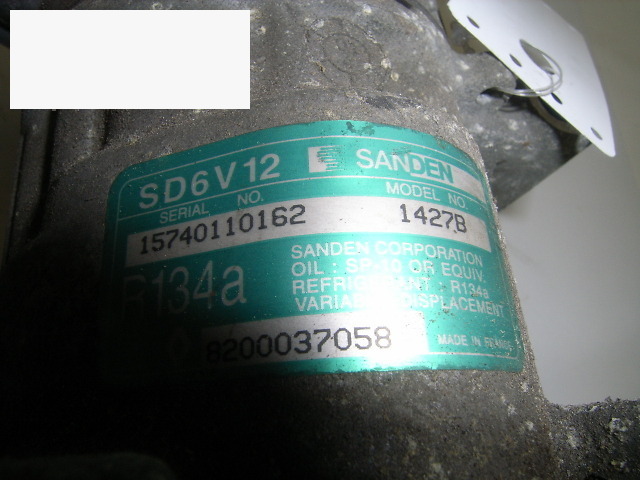 SD6V12 SANDEN
SERIAL NO. MODEL NO.
15740110162 1427B
R134a
SANDEN CORPORATION
OIL : SP-10 OR EQUIV.
REFRIGERANT : R134a
VARIABLE DISPLACEMENT
8200037058
MADE IN FRANCE